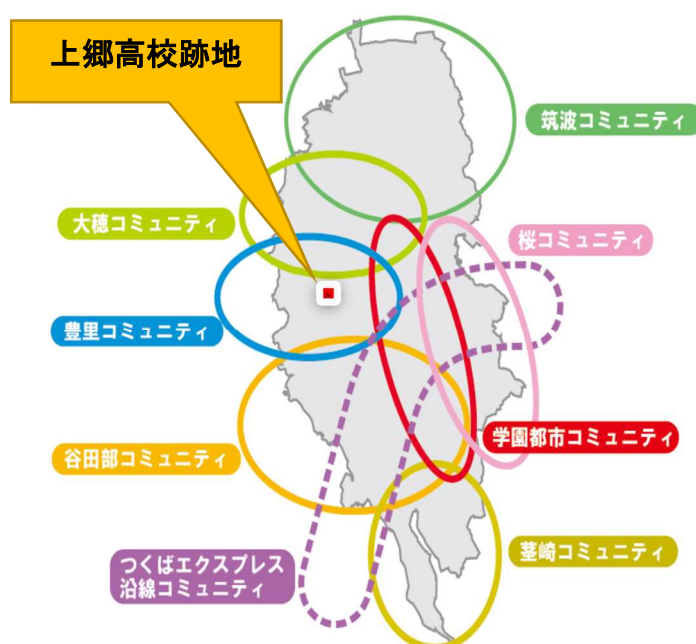 上郷高校跡地
筑波コミュニティ
大穂コミュニティ
桜コミュニティ
豊里コミュニティ
学園都市コミュニティ
谷田部コミュニティ
茎崎コミュニティ
つくばエクスプレス
沿線コミュニティ